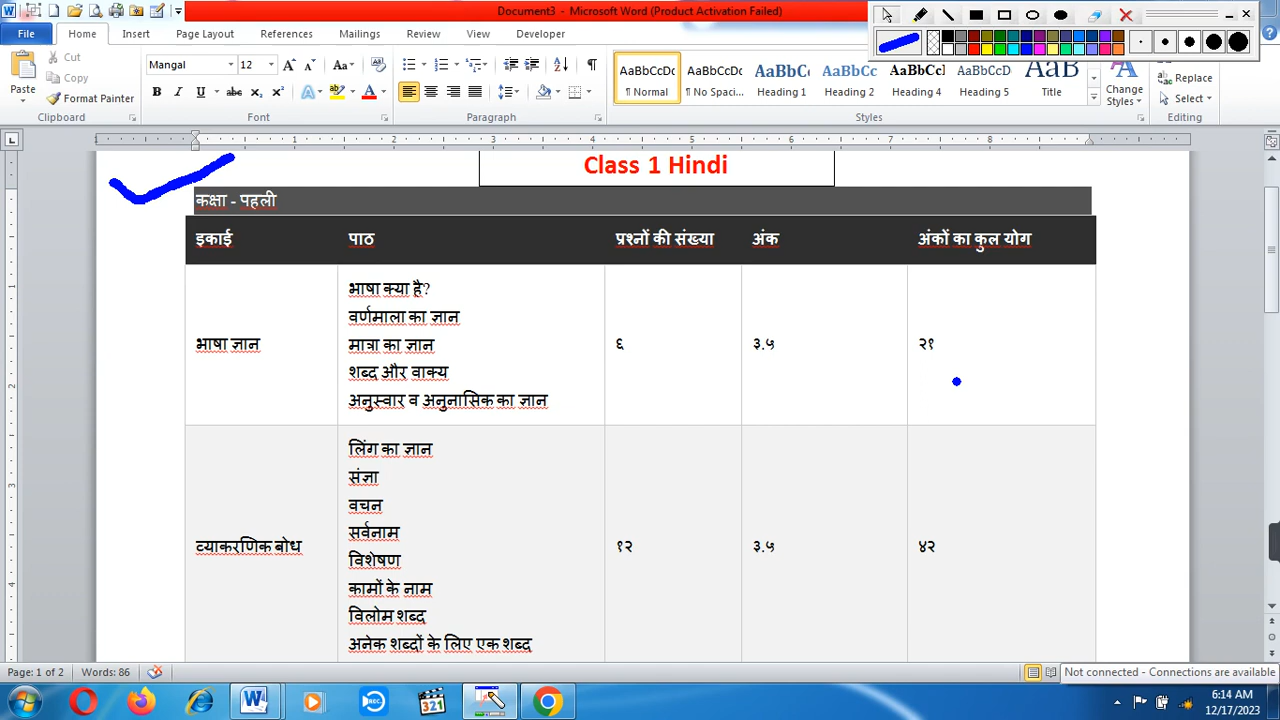 Document3 - Microsoft Word (Product Activation Failed)
File Home Insert Page Layout References Mailings Review View Developer
Paste
Cut
Copy
Format Painter
Clipboard
Mangal 12
Font
Paragraph
AaBbCcDc AaBbCcDc AaBbCc AaBbCc AaBbCcI AaBbCcD AaB
¶ Normal ¶ No Spaci... Heading 1 Heading 2 Heading 4 Heading 5 Title
Change Styles
Styles
Replace
Select
Editing
Class 1 Hindi
कक्षा - पहली
इकाई पाठ प्रश्नों की संख्या अंक अंकों का कुल योग
भाषा ज्ञान
भाषा क्या है?
वर्णमाला का ज्ञान
मात्रा का ज्ञान
शब्द और वाक्य
अनुस्वार व अनुनासिक का ज्ञान
६ ३.५ २१
व्याकरणिक बोध
लिंग का ज्ञान
संज्ञा
वचन
सर्वनाम
विशेषण
कामों के नाम
विलोम शब्द
अनेक शब्दों के लिए एक शब्द
१२ ३.५ ४२
Page: 1 of 2 Words: 86
Not connected - Connections are available
REC
321
6:14 AM
12/17/2023